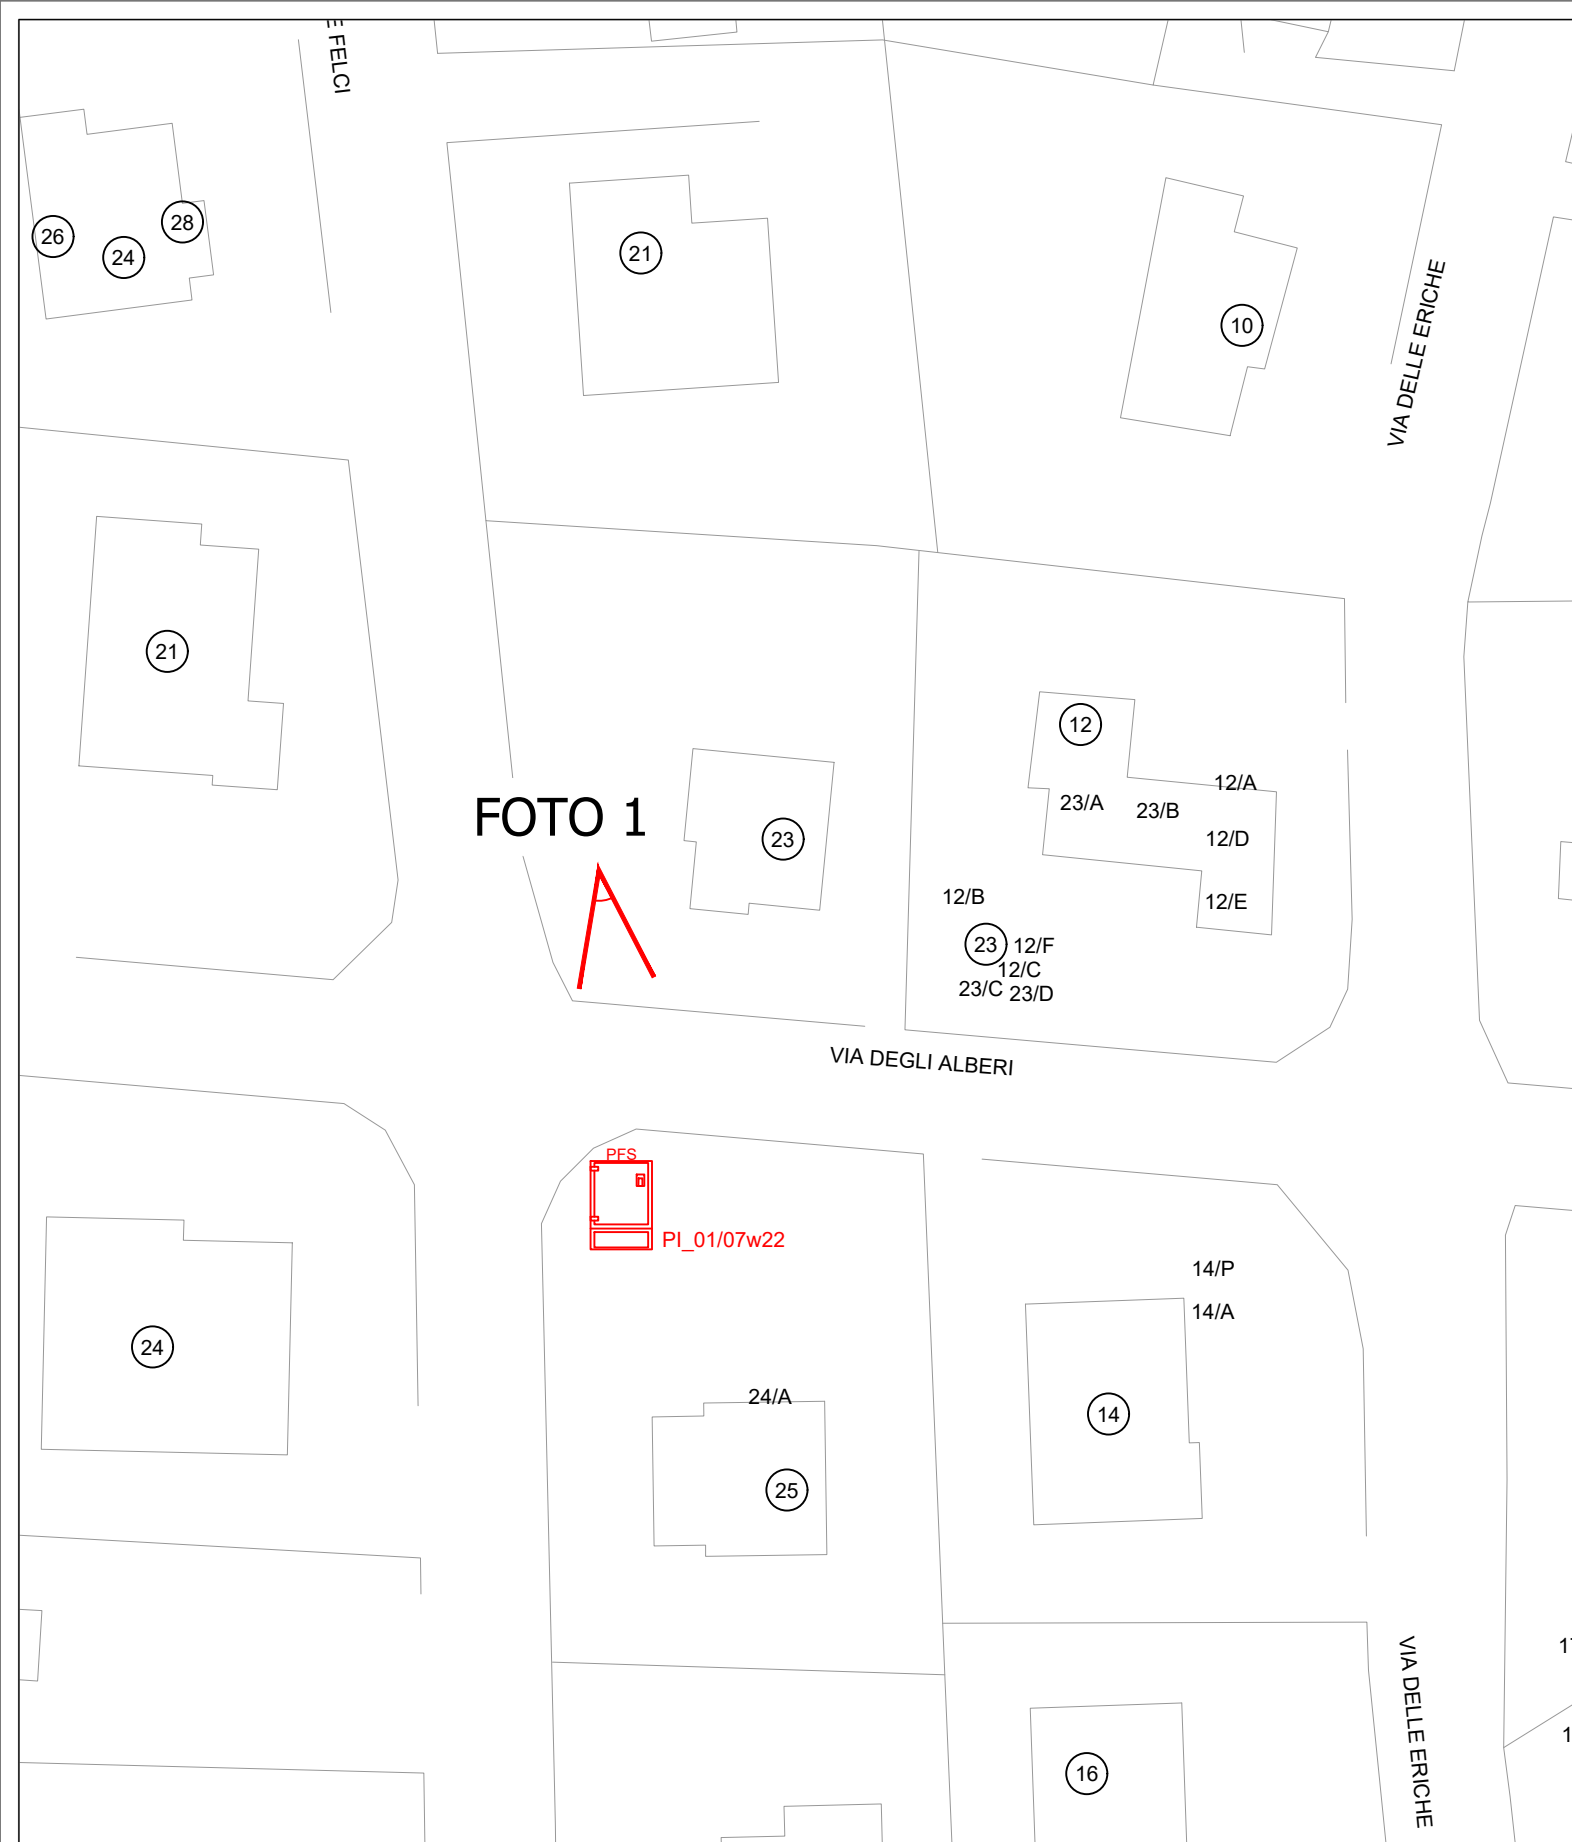 E FELCI
28
26
24
21
10
VIA DELLE ERICHE
21
12
12/A
23/A
23/B
FOTO 1
23
12/D
12/B
12/E
23
12/F
12/C
23/C
23/D
VIA DEGLI ALBERI
PFS
PI_01/07w22
14/P
14/A
24
24/A
14
25
VIA DELLE ERICHE
16